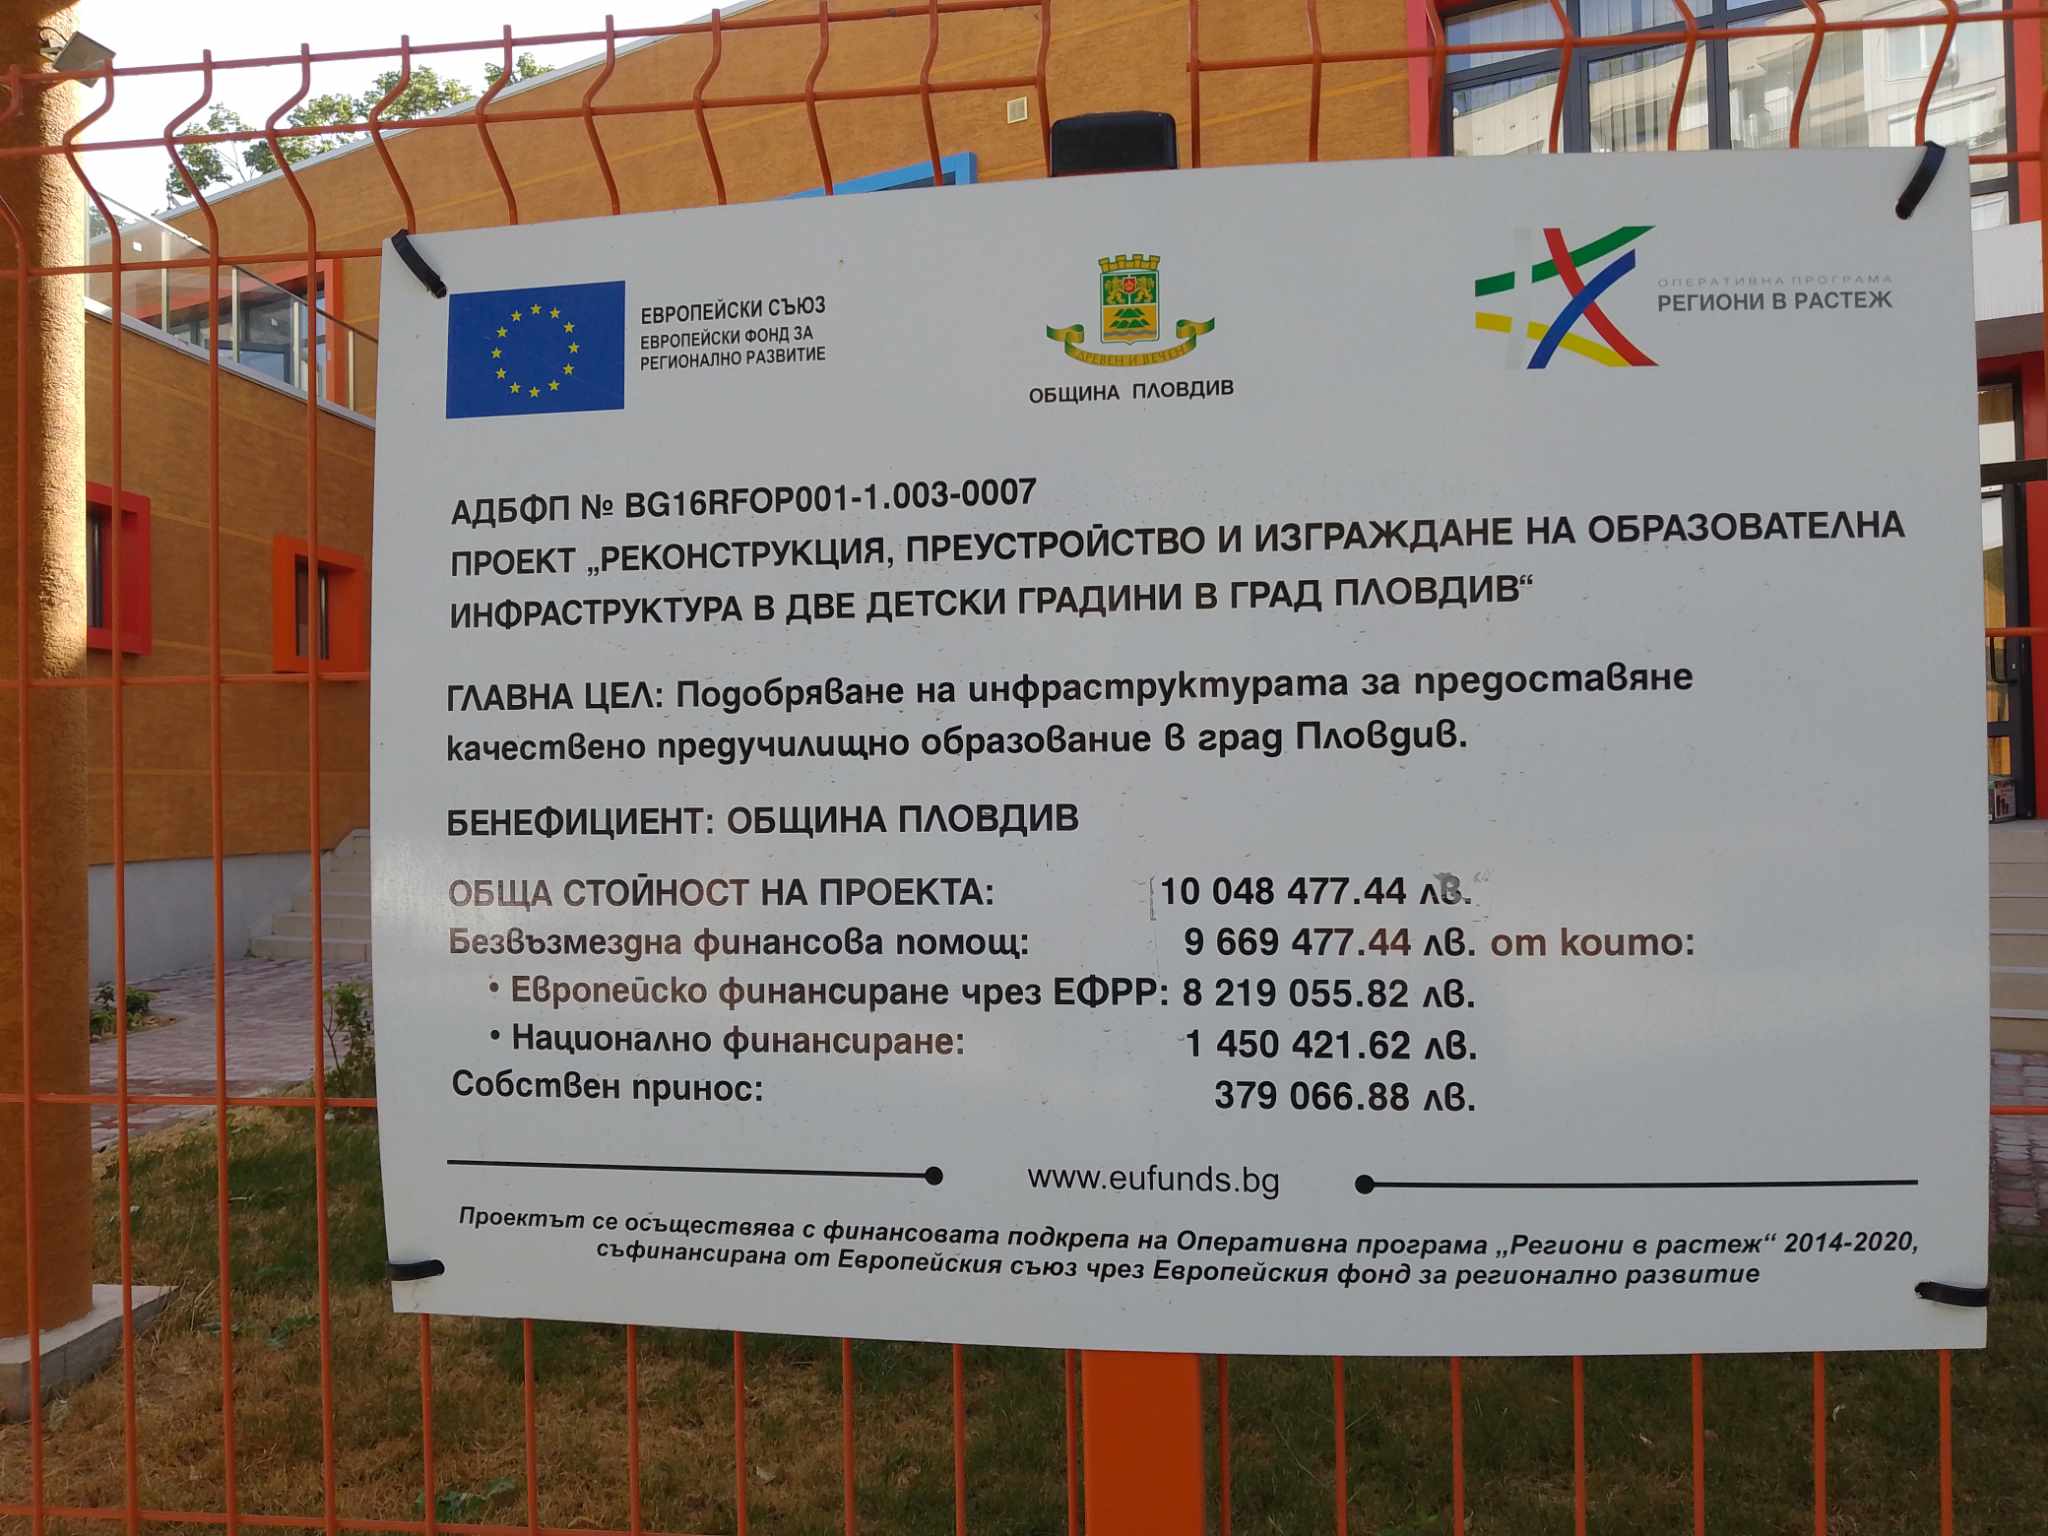 ЕВРОПЕЙСКИ СЪЮЗ
ЕВРОПЕЙСКИ ФОНД ЗА
РЕГИОНАЛНО РАЗВИТИЕ
ДРЕВЕН И ВЕЧЕН
ОБЩИНА ПЛОВДИВ
ОПЕРАТИВНА ПРОГРАМА
РЕГИОНИ В РАСТЕЖ
АДБФП № BG16RFOP001-1.003-0007
ПРОЕКТ „РЕКОНСТРУКЦИЯ, ПРЕУСТРОЙСТВО И ИЗГРАЖДАНЕ НА ОБРАЗОВАТЕЛНА
ИНФРАСТРУКТУРА В ДВЕ ДЕТСКИ ГРАДИНИ В ГРАД ПЛОВДИВ“
ГЛАВНА ЦЕЛ: Подобряване на инфраструктурата за предоставяне
качествено предучилищно образование в град Пловдив.
БЕНЕФИЦИЕНТ: ОБЩИНА ПЛОВДИВ
ОБЩА СТОЙНОСТ НА ПРОЕКТА: 10 048 477.44 лв.
Безвъзмездна финансова помощ: 9 669 477.44 лв. от които:
• Европейско финансиране чрез ЕФРР: 8 219 055.82 лв.
• Национално финансиране: 1 450 421.62 лв.
Собствен принос: 379 066.88 лв.
www.eufunds.bg
Проектът се осъществява с финансовата подкрепа на Оперативна програма „Региони в растеж“ 2014-2020,
съфинансирана от Европейския съюз чрез Европейския фонд за регионално развитие